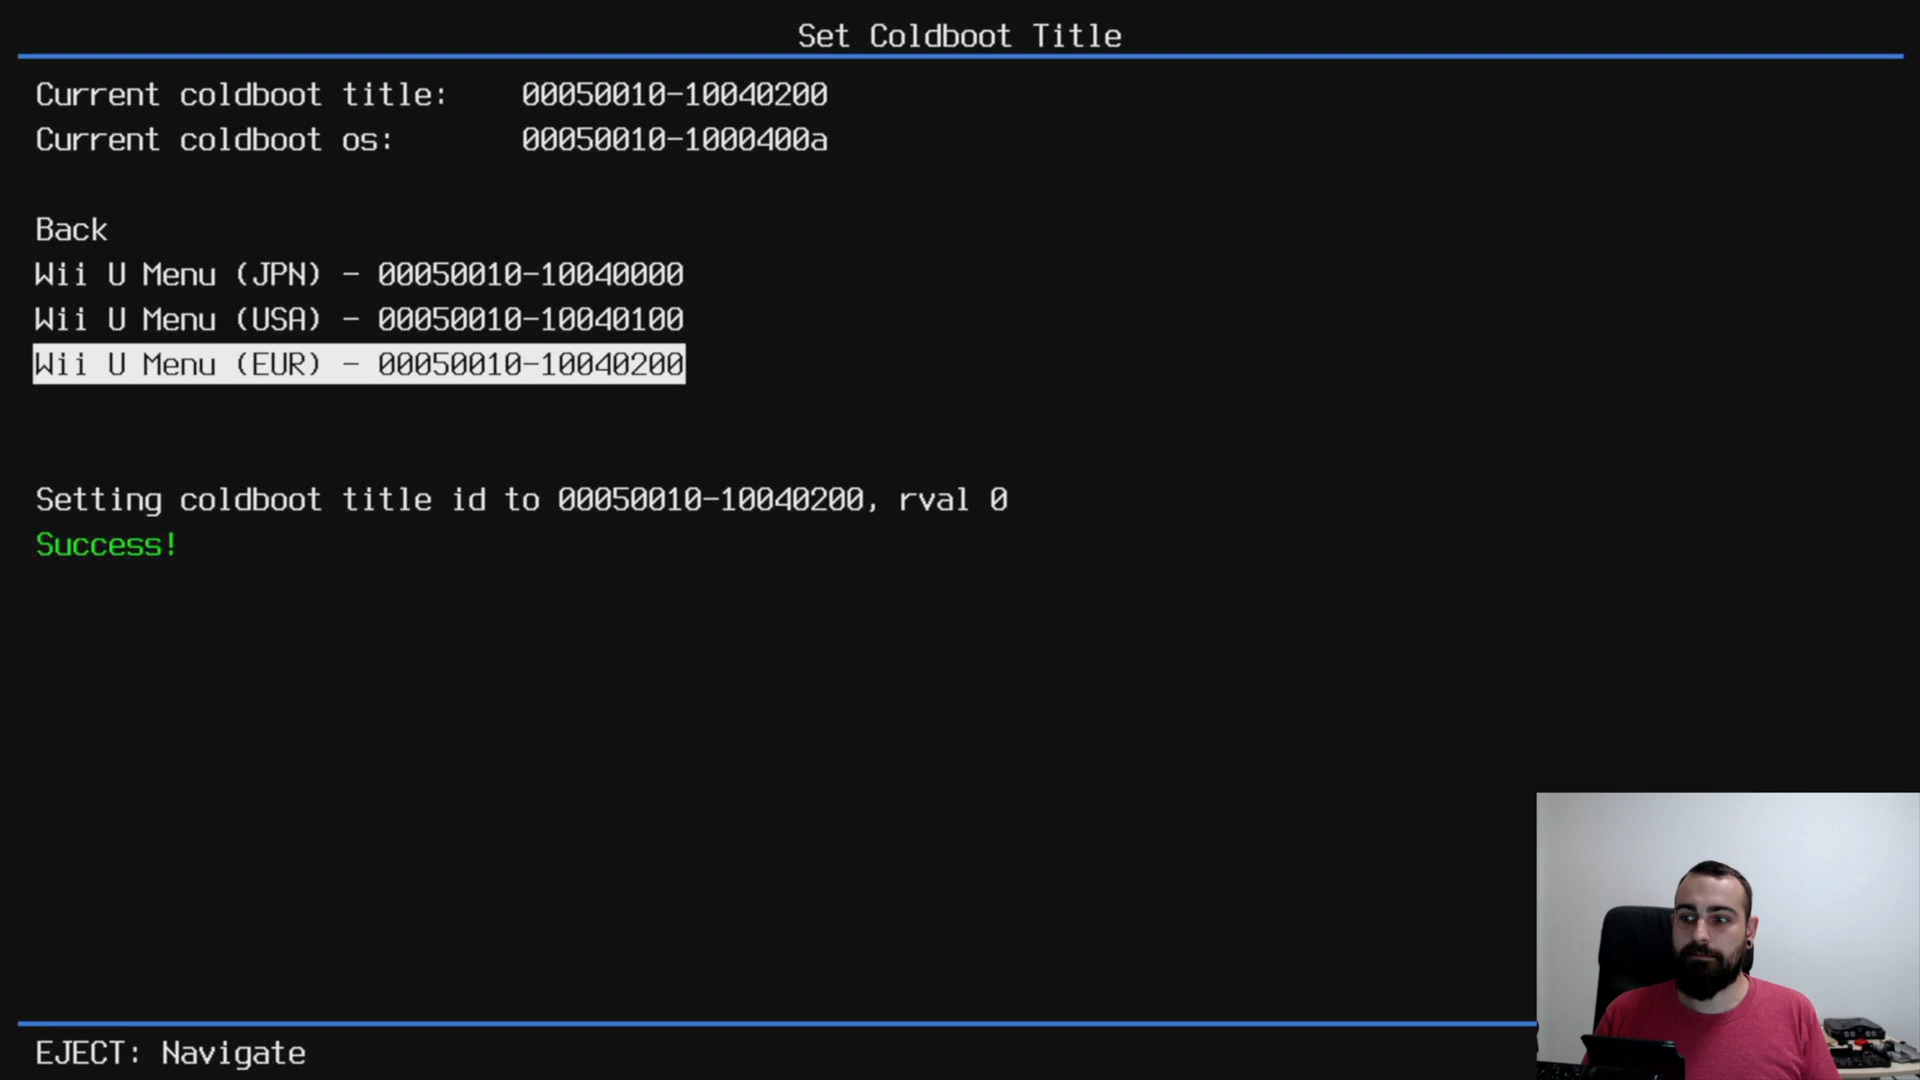 Set Coldboot Title
Current coldboot title: 00050010-10040200
Current coldboot os: 00050010-1000400a
Back
Wii U Menu (JPN) - 00050010-10040000
Wii U Menu (USA) - 00050010-10040100
Wii U Menu (EUR) - 00050010-10040200
Setting coldboot title id to 00050010-10040200, rval 0
Success!
EJECT: Navigate